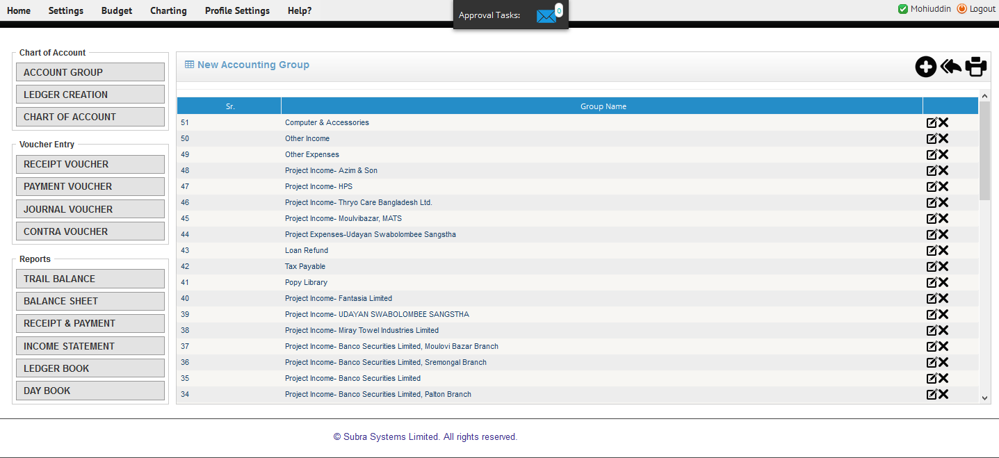 Home Settings Budget Charting Profile Settings Help? Approval Tasks: 0 Mohiuddin Logout
Chart of Account
ACCOUNT GROUP
LEDGER CREATION
CHART OF ACCOUNT
Voucher Entry
RECEIPT VOUCHER
PAYMENT VOUCHER
JOURNAL VOUCHER
CONTRA VOUCHER
Reports
TRAIL BALANCE
BALANCE SHEET
RECEIPT & PAYMENT
INCOME STATEMENT
LEDGER BOOK
DAY BOOK
New Accounting Group
Sr. Group Name
51 Computer & Accessories
50 Other Income
49 Other Expenses
48 Project Income- Azim & Son
47 Project Income- HPS
46 Project Income- Thryo Care Bangladesh Ltd.
45 Project Income- Moulvibazar, MATS
44 Project Expenses-Udayan Swabolombee Sangstha
43 Loan Refund
42 Tax Payable
41 Popy Library
40 Project Income- Fantasia Limited
39 Project Income- UDAYAN SWABOLOMBEE SANGSTHA
38 Project Income- Miray Towel Industries Limited
37 Project Income- Banco Securities Limited, Moulovi Bazar Branch
36 Project Income- Banco Securities Limited, Sremongal Branch
35 Project Income- Banco Securities Limited
34 Project Income- Banco Securities Limited, Palton Branch
© Subra Systems Limited. All rights reserved.